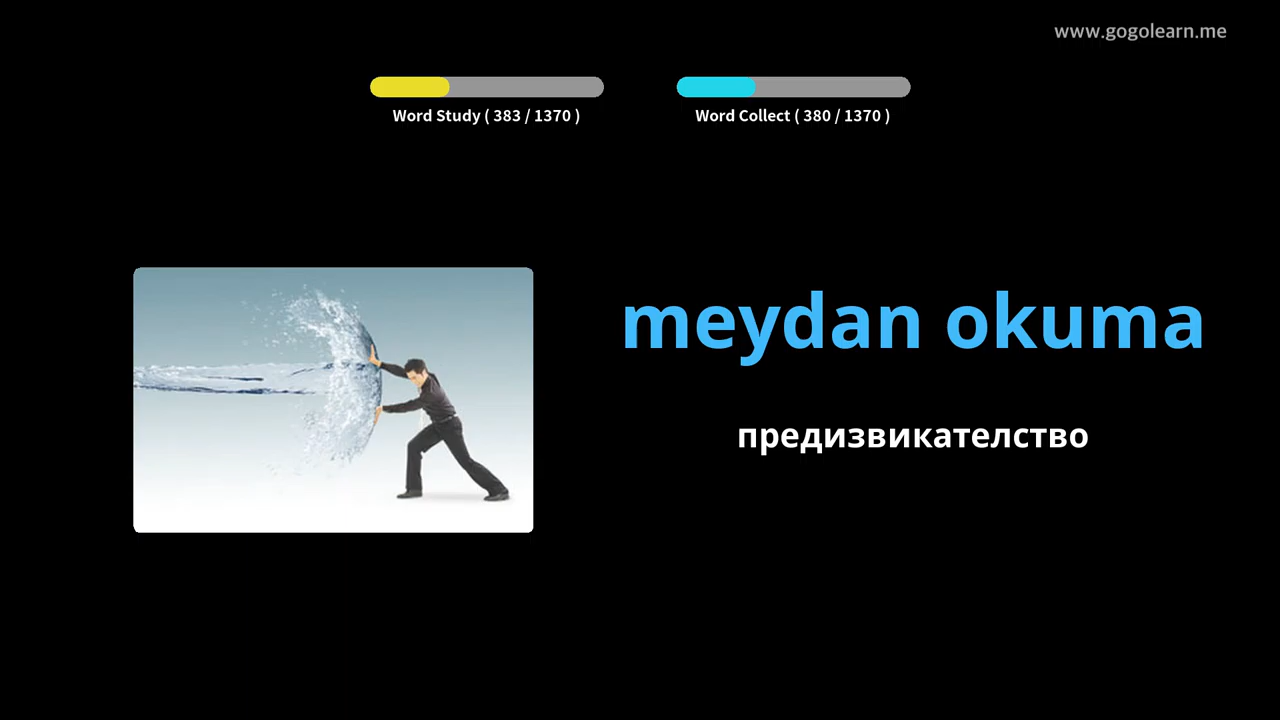 www.gogolearn.me
Word Study ( 383 / 1370 )
Word Collect ( 380 / 1370 )
meydan okuma
предизвикателство